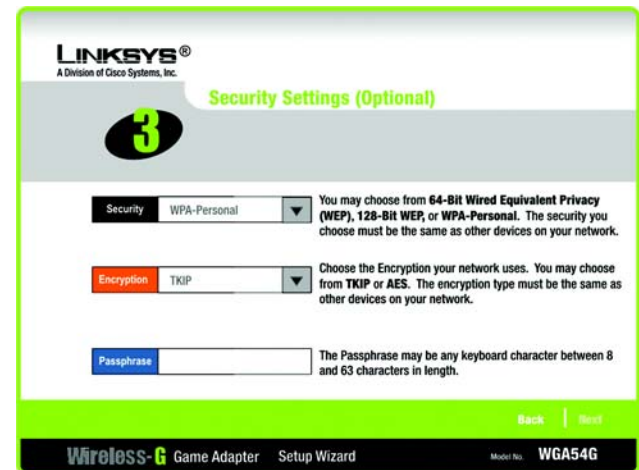 LINKSYS®
A Division of Cisco Systems, Inc.
Security Settings (Optional)
3
Security
WPA-Personal
You may choose from 64-Bit Wired Equivalent Privacy
(WEP), 128-Bit WEP, or WPA-Personal. The security you
choose must be the same as other devices on your network.
Encryption
TKIP
Choose the Encryption your network uses. You may choose
from TKIP or AES. The encryption type must be the same as
other devices on your network.
Passphrase
The Passphrase may be any keyboard character between 8
and 63 characters in length.
Back | Next
Wireless-G Game Adapter Setup Wizard Model No. WGA54G